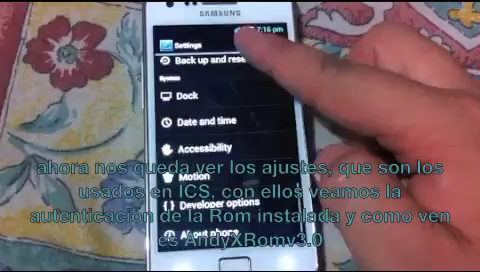 SAMSUNG
7:16 pm
Settings
Back up and rese
System
Dock
Date and time
Accessibility
Motion
Developer options
About phone
ahora nos queda ver los ajustes, que son los
usados en ICS, con ellos veamos la
autenticación de la Rom instalada y como ven
es AndyXRomv3.0